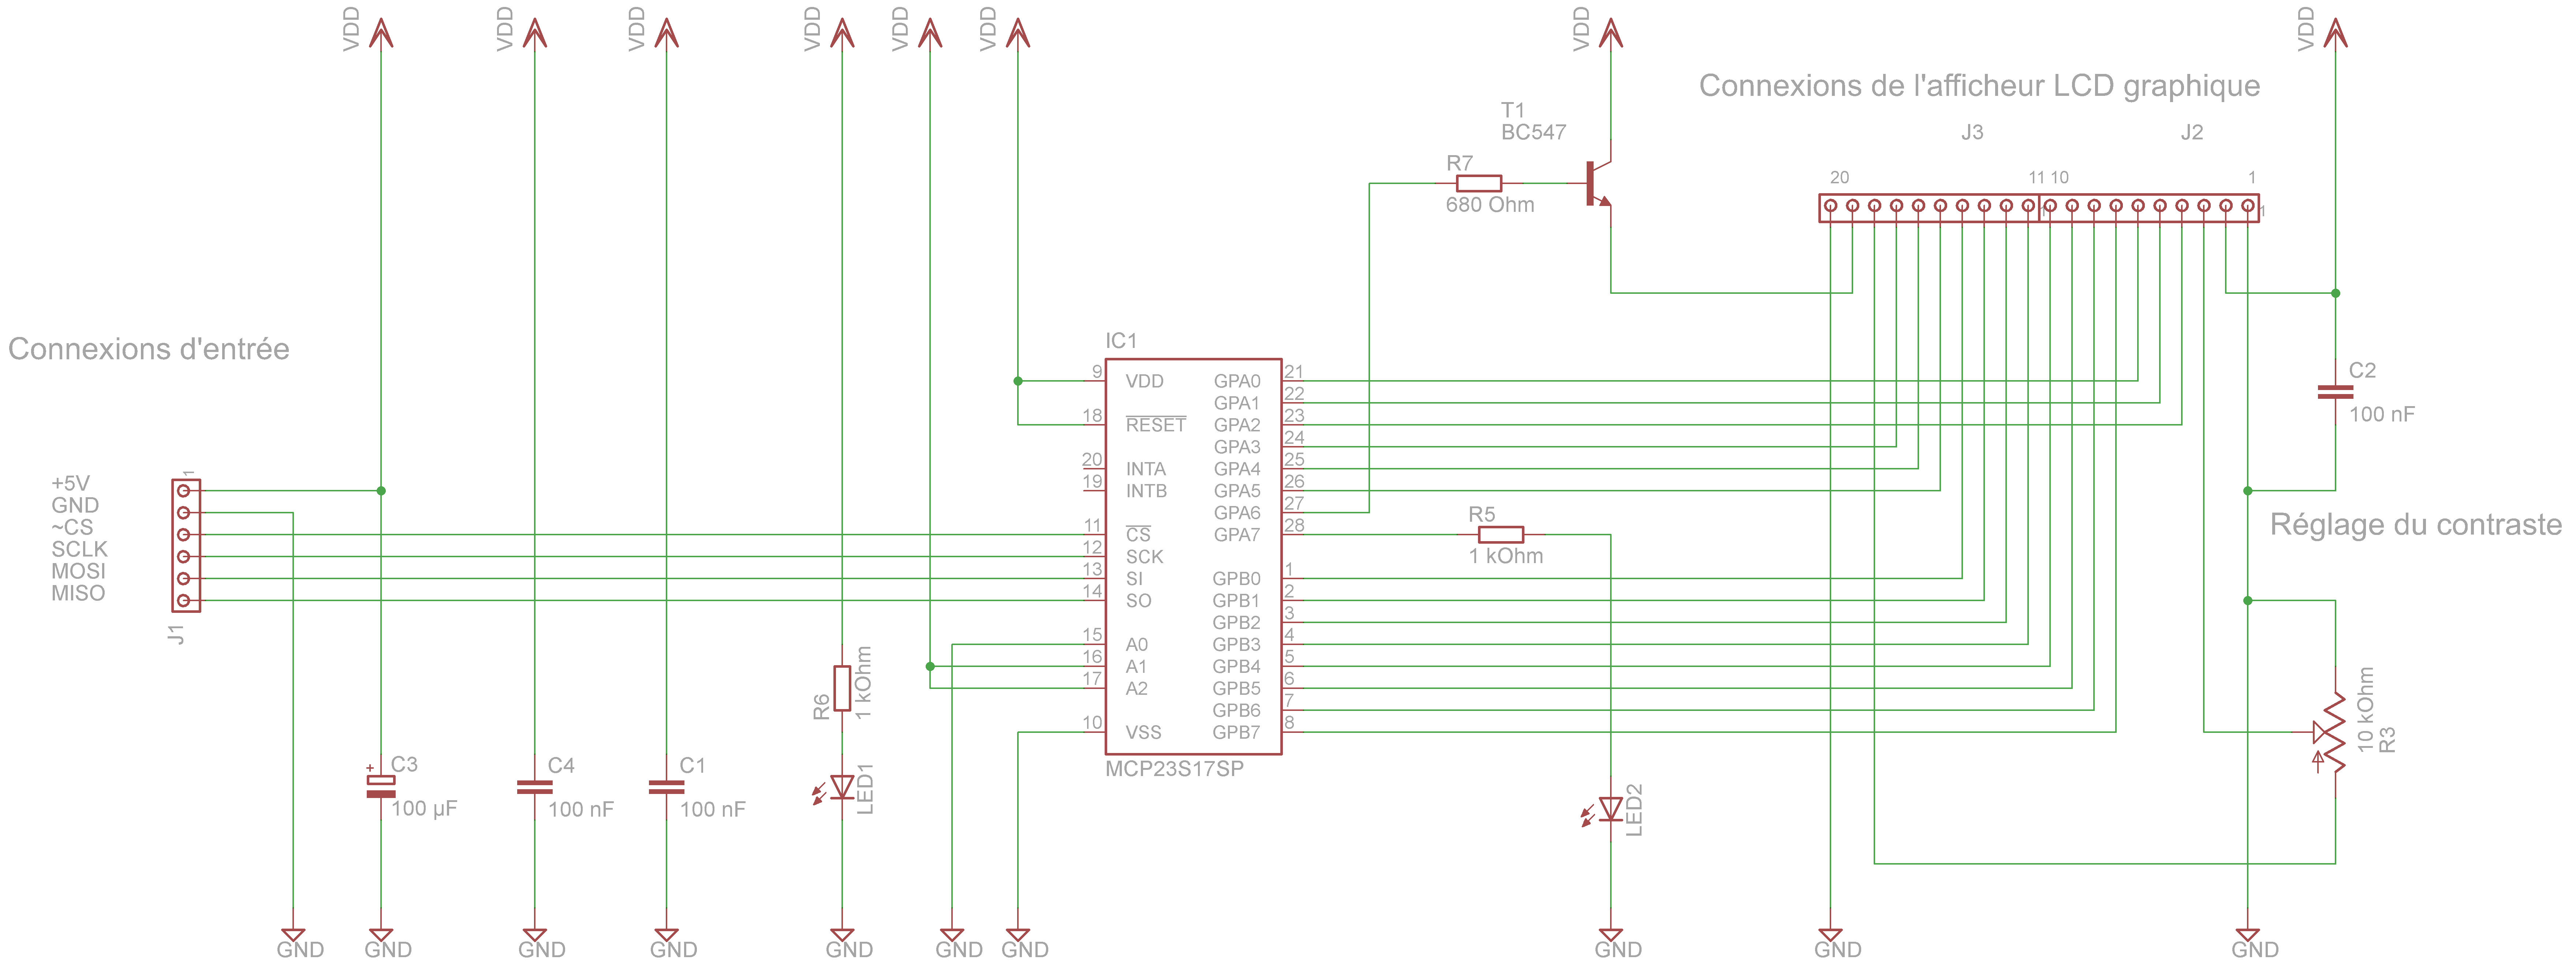 VDD
VDD
VDD
VDD
VDD
VDD
VDD
VDD
Connexions de l'afficheur LCD graphique
J3
J2
20
11 10
1
1
1
T1
BC547
R7
680 Ohm
Connexions d'entrée
+5V
GND
~CS
SCLK
MOSI
MISO
1
J1
IC1
9 VDD
18 RESET
20 INTA
19 INTB
11 CS
12 SCK
13 SI
14 SO
15 A0
16 A1
17 A2
10 VSS
GPA0 21
GPA1 22
GPA2 23
GPA3 24
GPA4 25
GPA5 26
GPA6 27
GPA7 28
GPB0 1
GPB1 2
GPB2 3
GPB3 4
GPB4 5
GPB5 6
GPB6 7
GPB7 8
MCP23S17SP
R5
1 kOhm
C2
100 nF
Réglage du contraste
10 kOhm
R3
R6
1 kOhm
LED1
LED2
+
C3
100 µF
C4
100 nF
C1
100 nF
GND
GND
GND
GND
GND
GND
GND
GND
GND
GND